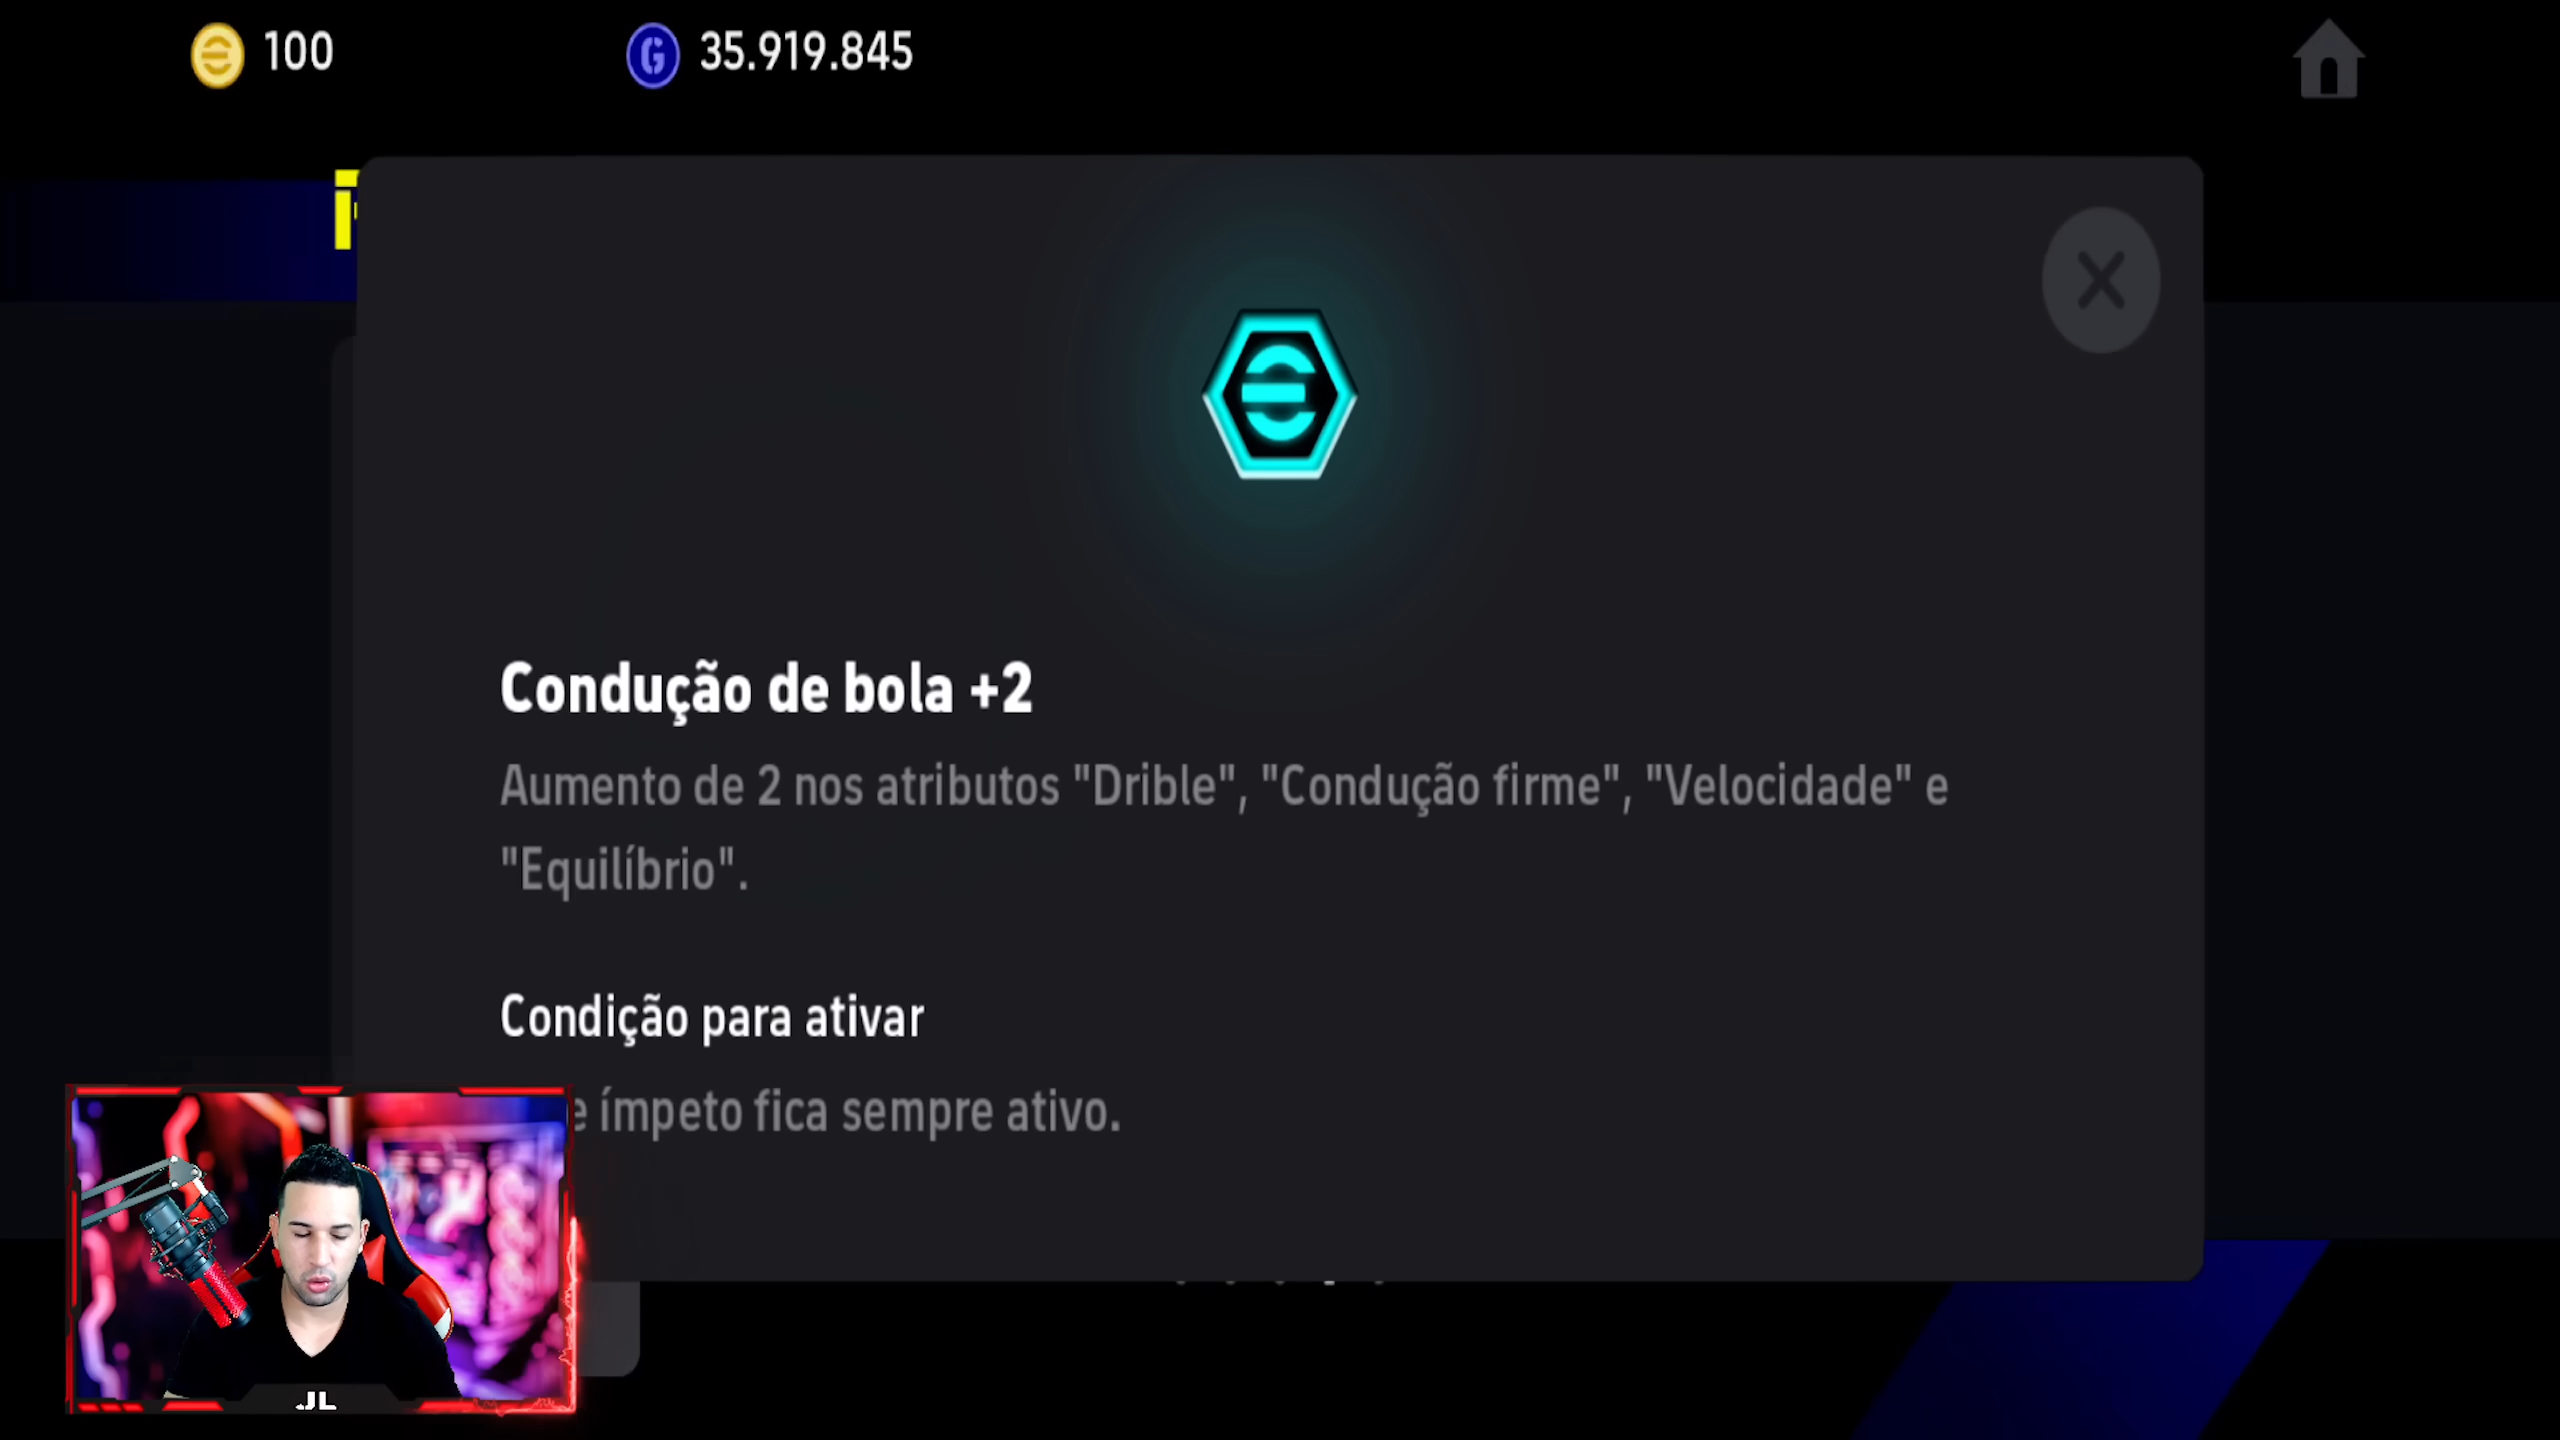 100
35.919.845
Condução de bola +2
Aumento de 2 nos atributos "Drible", "Condução firme", "Velocidade" e
"Equilíbrio".
Condição para ativar
ímpeto fica sempre ativo.
JL